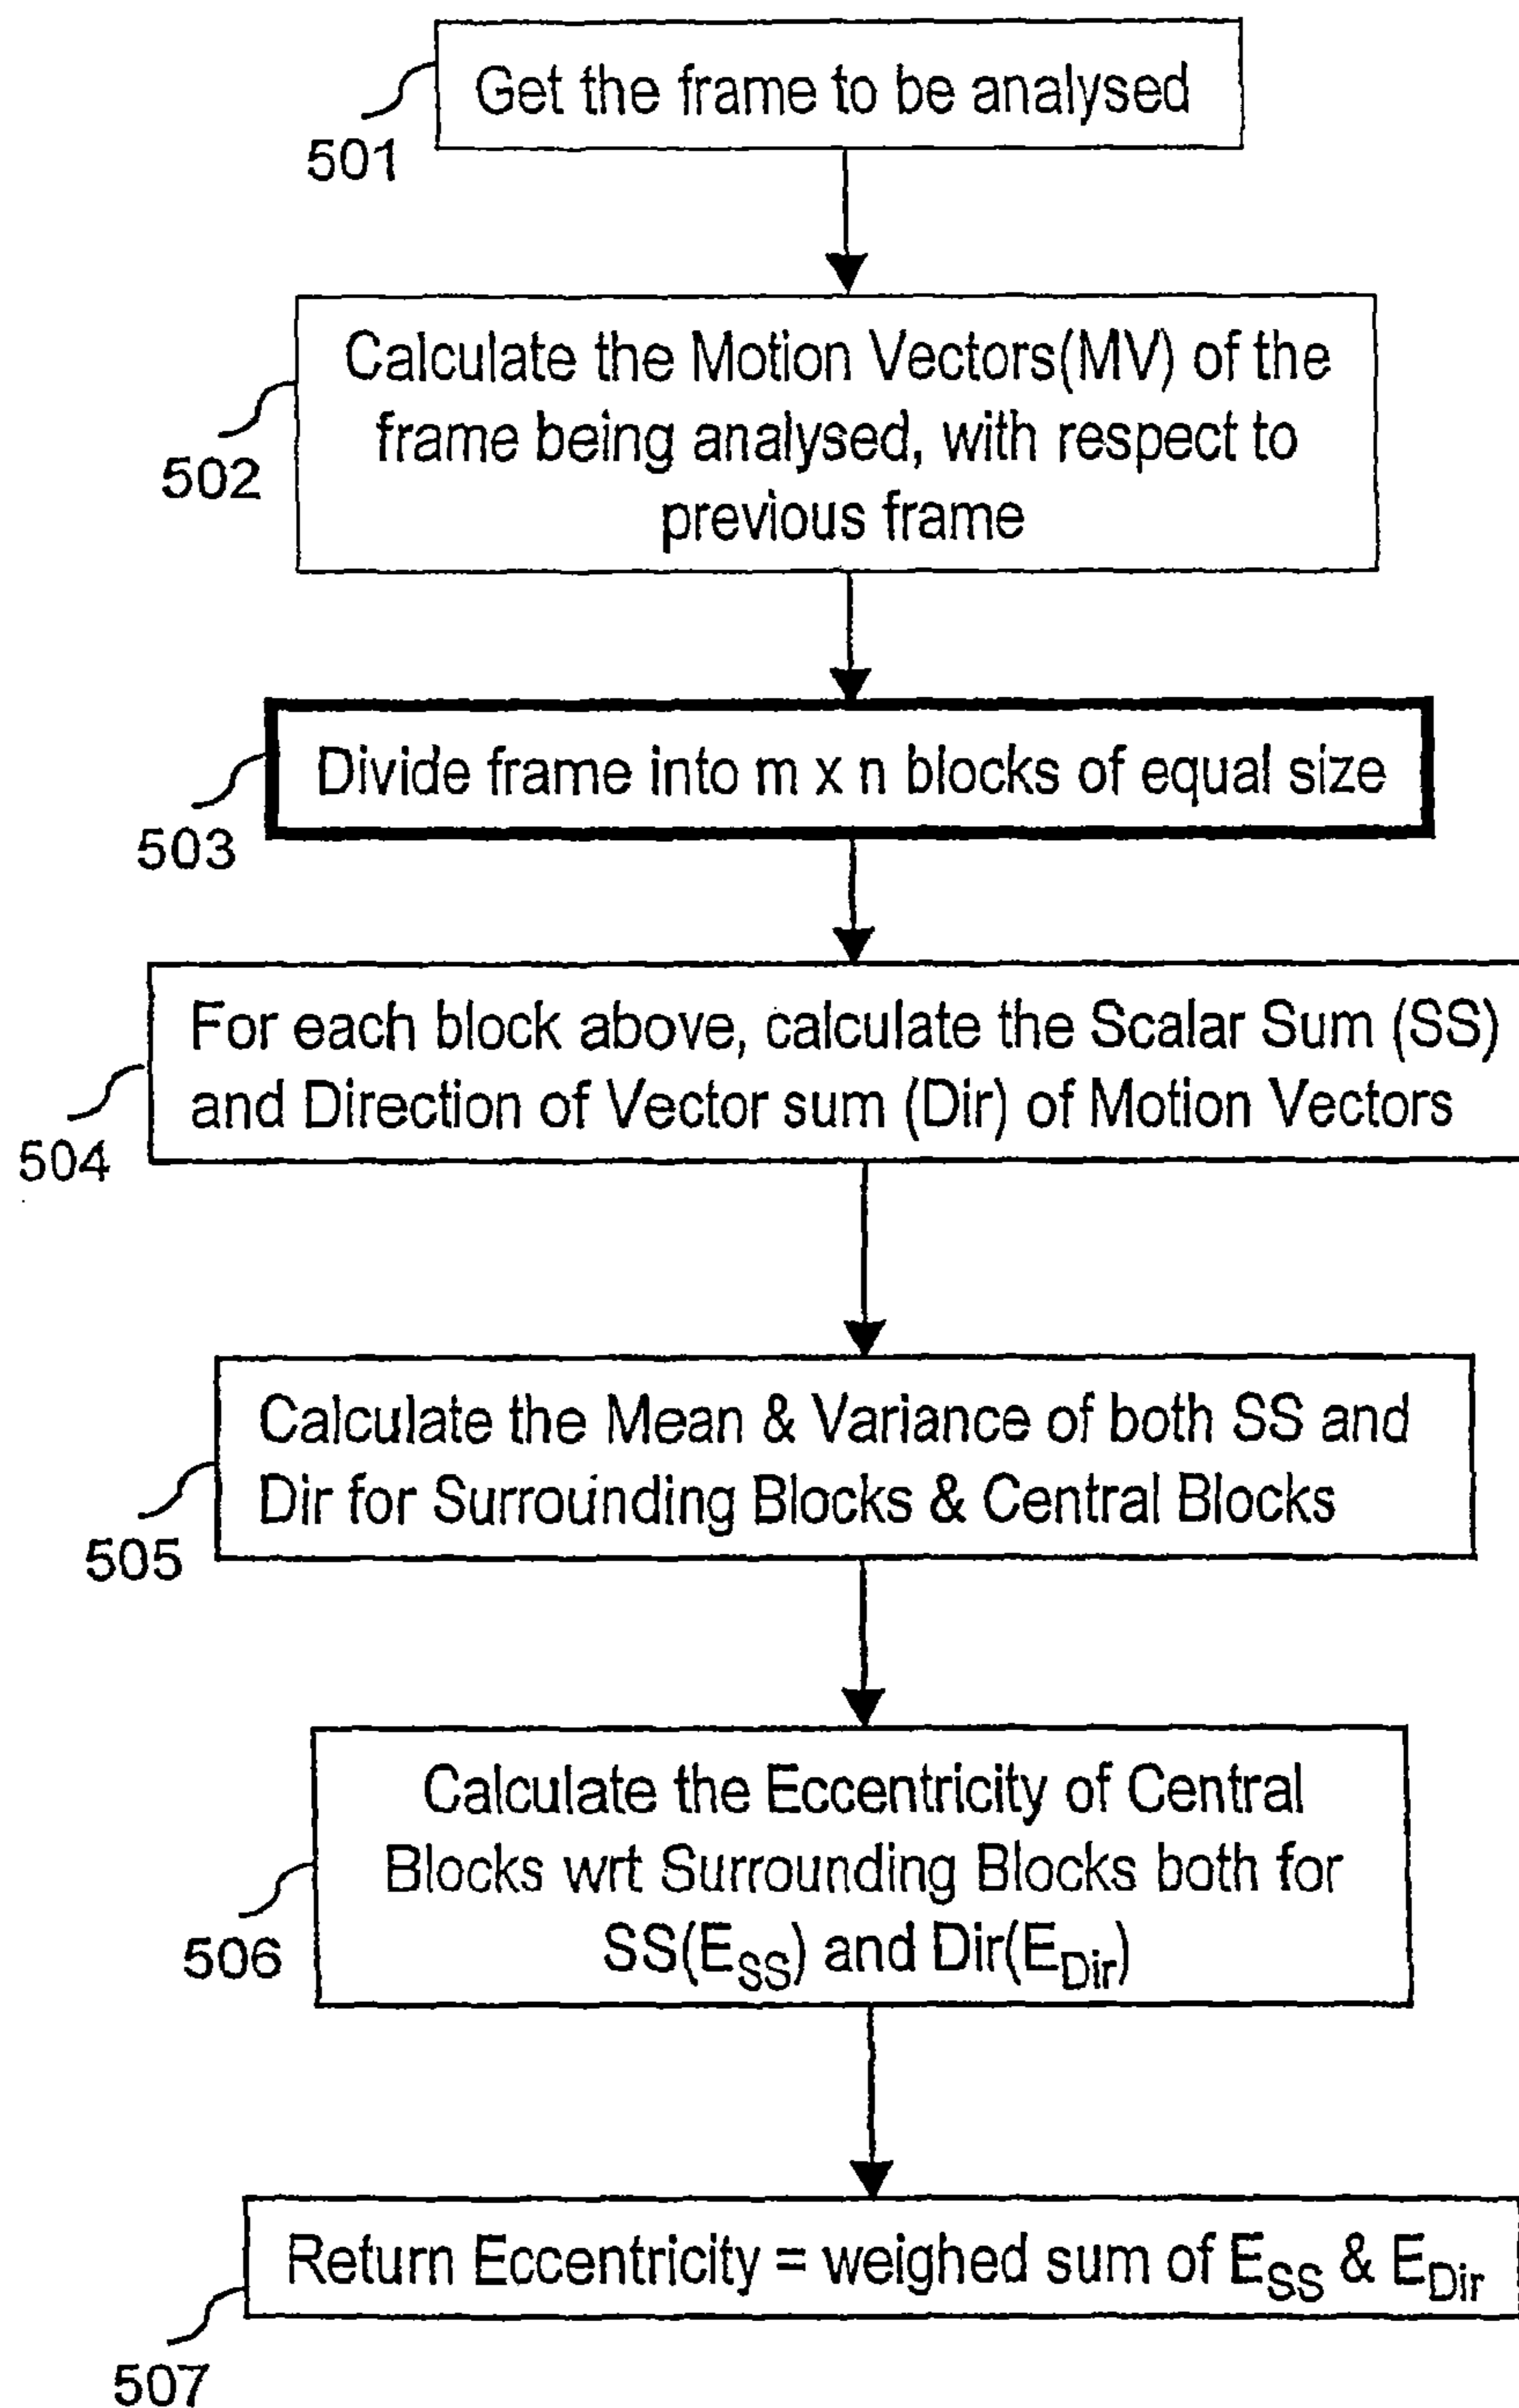 Get the frame to be analysed
501
Calculate the Motion Vectors(MV) of the
frame being analysed, with respect to
previous frame
502
Divide frame into m x n blocks of equal size
503
For each block above, calculate the Scalar Sum (SS)
and Direction of Vector sum (Dir) of Motion Vectors
504
Calculate the Mean & Variance of both SS and
Dir for Surrounding Blocks & Central Blocks
505
Calculate the Eccentricity of Central
Blocks wrt Surrounding Blocks both for
SS(E_SS) and Dir(E_Dir)
506
Return Eccentricity = weighed sum of E_SS & E_Dir
507